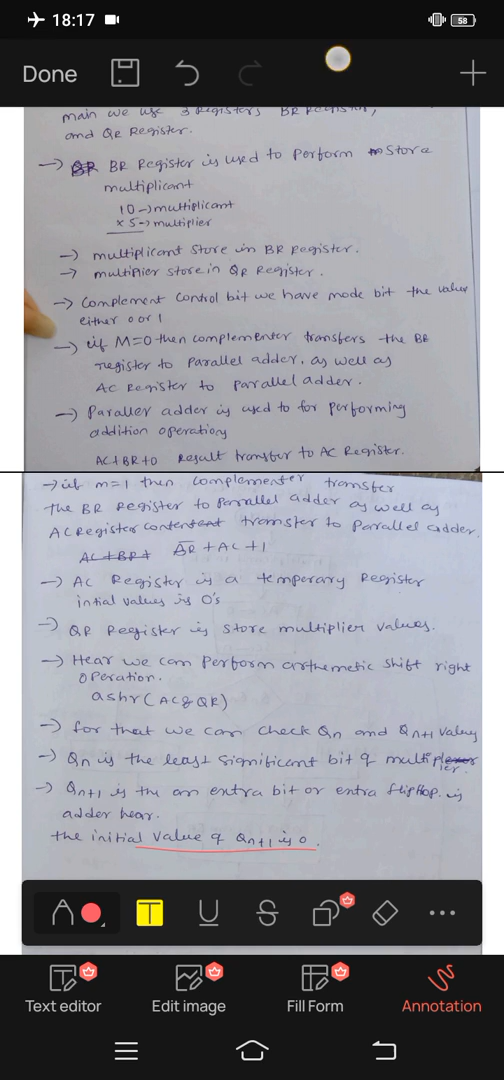 18:17
58
Done
main we use 3 Registers BR Register,
and QR Register.
→ BR BR Register is used to perform Store
multiplicant
10 → multiplicant
x 5 → multiplier
→ multiplicant store in BR Register.
→ multiplier store in QR Register.
→ Complement Control bit we have mode bit the value
either 0 or 1
→ if M=0 then complementer transfers the BR
register to parallel adder. as well as
AC Register to parallel adder.
→ Parallel adder is used to for performing
addition operations
AC+BR+0 Result transfer to AC Register.
→ if m=1 then complementer transfer
the BR Register to parallel adder as well as
AC Register content transter to parallel adder.
AC+BR+ B̅R̅ +AC+1
→ AC Register is a temperary Register
intial values is 0's
→ QR Register is store multiplier values.
→ Hear we can perform arthemetic shift right
operation.
ashr (AC & QR)
→ for that we can check Qn and Qn+1 values
→ Qn is the least significant bit of multiplier.
→ Qn+1 is the an extra bit or extra flipflop. is
adder hear.
the initial value of Qn+1 is 0.
T
U
S
Text editor
Edit image
Fill Form
Annotation